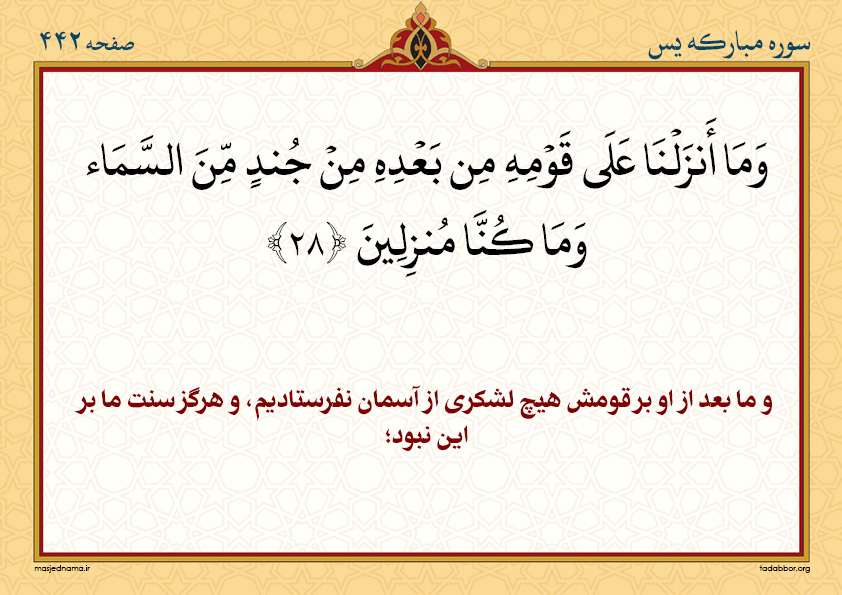 سوره مبارکه یس
صفحه ۴۴۲
وَمَا أَنزَلْنَا عَلَى قَوْمِهِ مِن بَعْدِهِ مِنْ جُندٍ مِّنَ السَّمَاء
وَمَا كُنَّا مُنزِلِينَ ﴿٢٨﴾
و ما بعد از او بر قومش هیچ لشکری از آسمان نفرستادیم، و هرگز سنت ما بر
این نبود؛
masjednama.ir
tadabbor.org